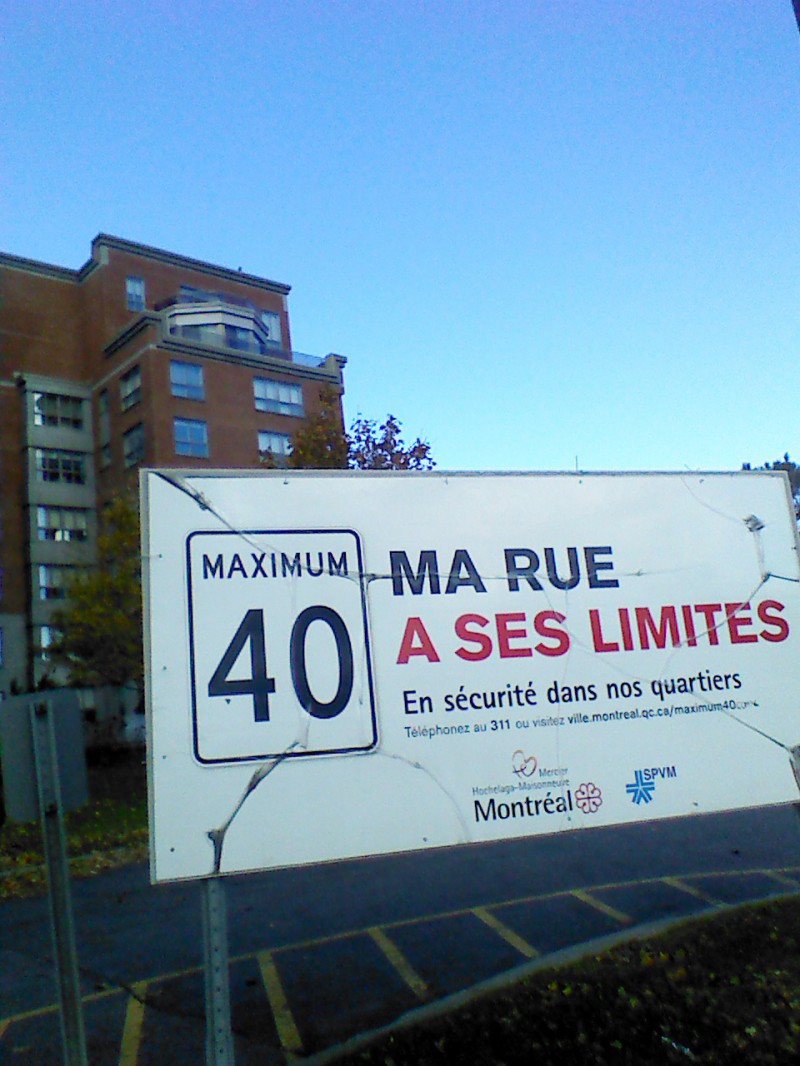 MAXIMUM
40
MA RUE
A SES LIMITES
En sécurité dans nos quartiers
Téléphonez au 311 ou visitez ville.montreal.qc.ca/maximum40
Mercier
Hochelaga-Maisonneuve
Montréal
SPVM